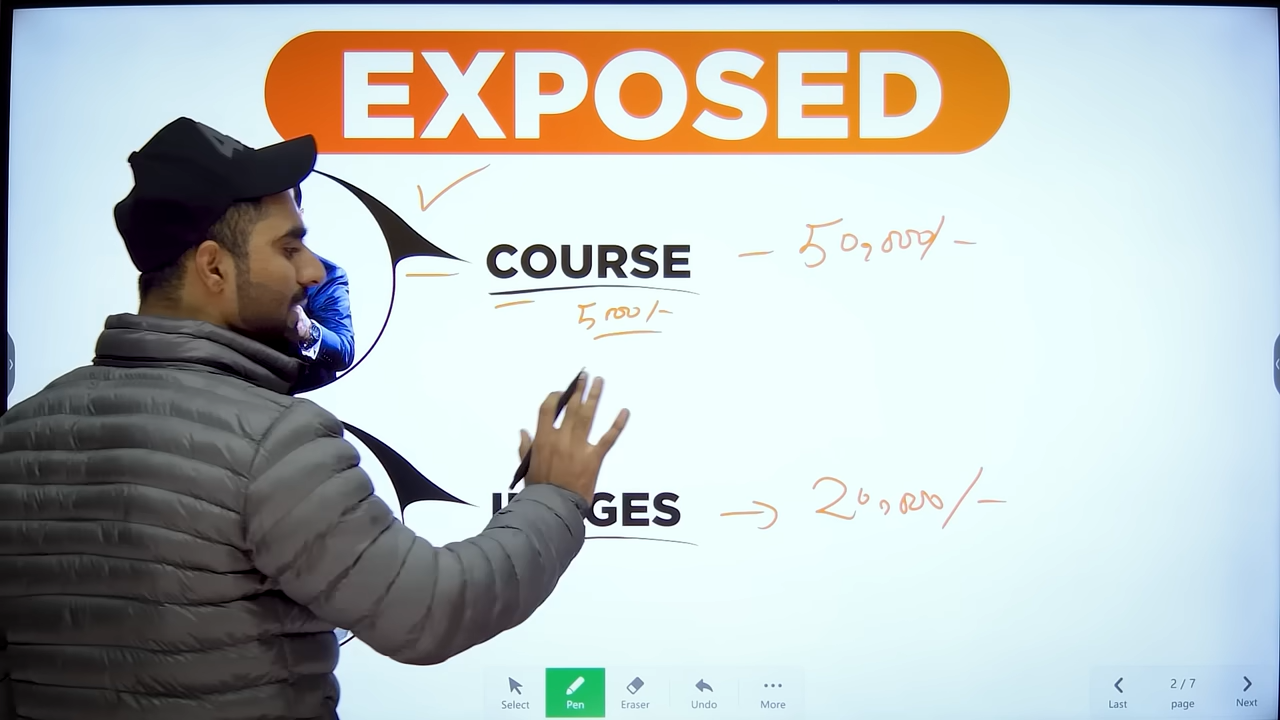 EXPOSED
COURSE - 50,000/-
5000/-
GES → 20,000/-
Select Pen Eraser Undo More
Last 2 / 7 page Next